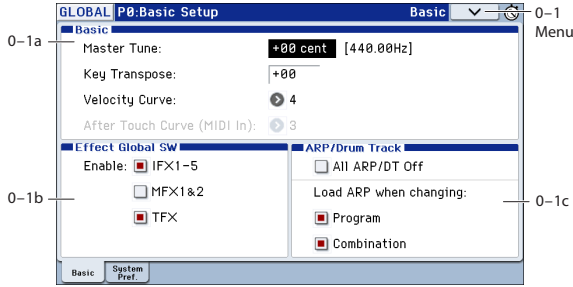 GLOBAL P0:Basic Setup Basic
0–1
Menu
Basic
0–1a
Master Tune: +00 cent [440.00Hz]
Key Transpose: +00
Velocity Curve: 4
After Touch Curve (MIDI In): 3
Effect Global SW
Enable: IFX1-5
MFX1&2
TFX
0–1b
ARP/Drum Track
All ARP/DT Off
Load ARP when changing:
Program
Combination
0–1c
Basic
System
Pref.